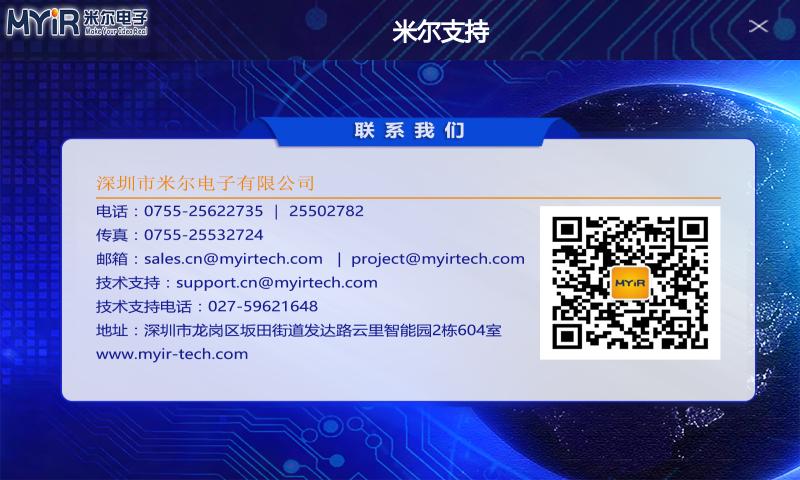 MYiR 米尔电子
Make Your Idea Real
米尔支持
联系我们
深圳市米尔电子有限公司
电话：0755-25622735 | 25502782
传真：0755-25532724
邮箱：sales.cn@myirtech.com | project@myirtech.com
技术支持：support.cn@myirtech.com
技术支持电话：027-59621648
地址：深圳市龙岗区坂田街道发达路云里智能园2栋604室
www.myir-tech.com
MYiR